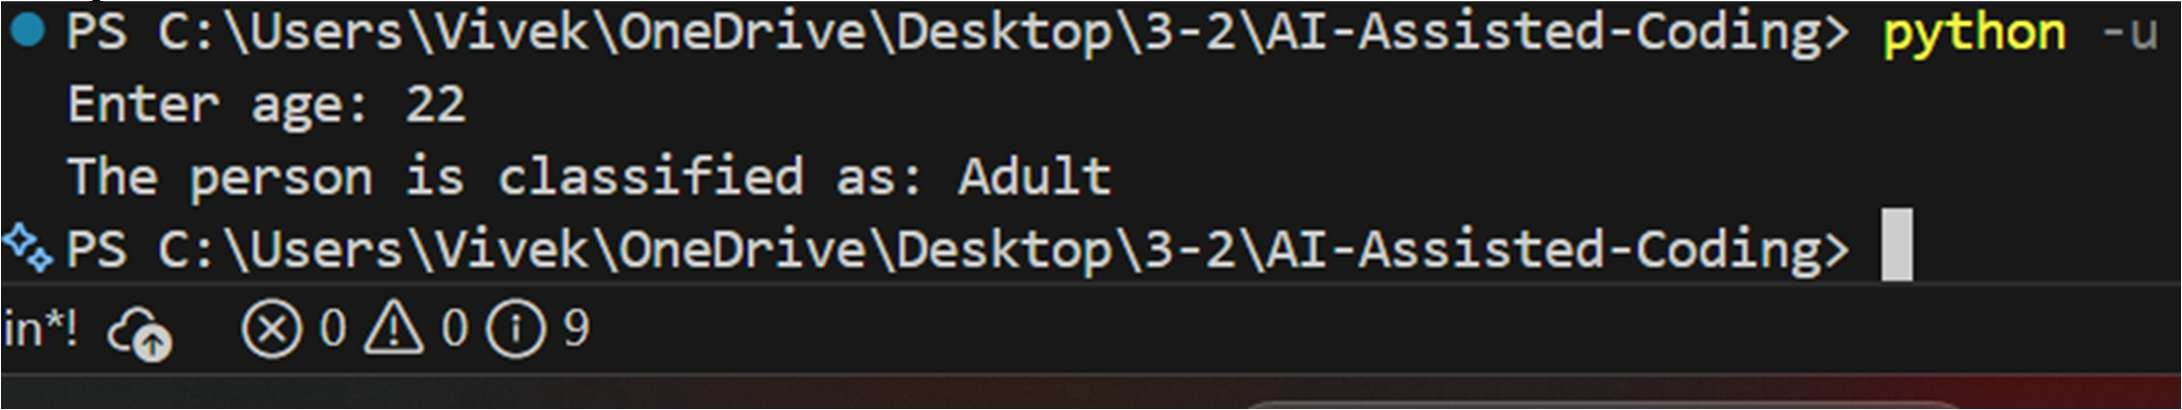 PS C:\Users\Vivek\OneDrive\Desktop\3-2\AI-Assisted-Coding> python -u
Enter age: 22
The person is classified as: Adult
PS C:\Users\Vivek\OneDrive\Desktop\3-2\AI-Assisted-Coding>
in*! 0 0 9